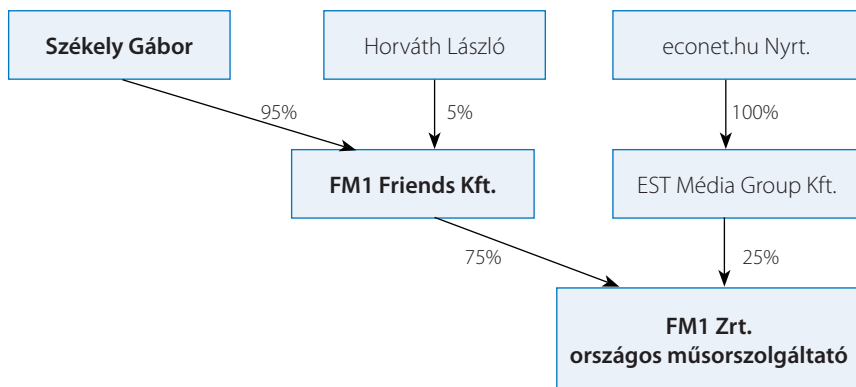 Székely Gábor
Horváth László
econet.hu Nyrt.
95%
5%
100%
FM1 Friends Kft.
EST Média Group Kft.
75%
25%
FM1 Zrt.
országos műsorszolgáltató